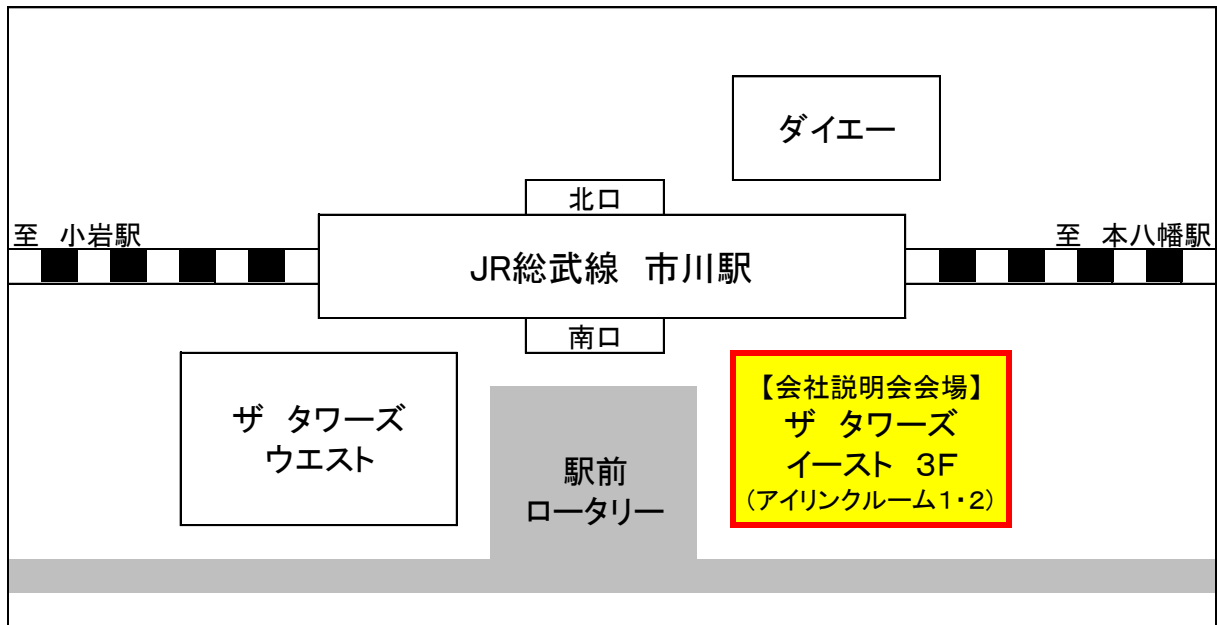 ダイエー
北口
至　小岩駅
至　本八幡駅
JR総武線　市川駅
南口
ザ　タワーズ
ウエスト
駅前
ロータリー
【会社説明会会場】
ザ　タワーズ
イースト　３Ｆ
（アイリンクルーム１・２）